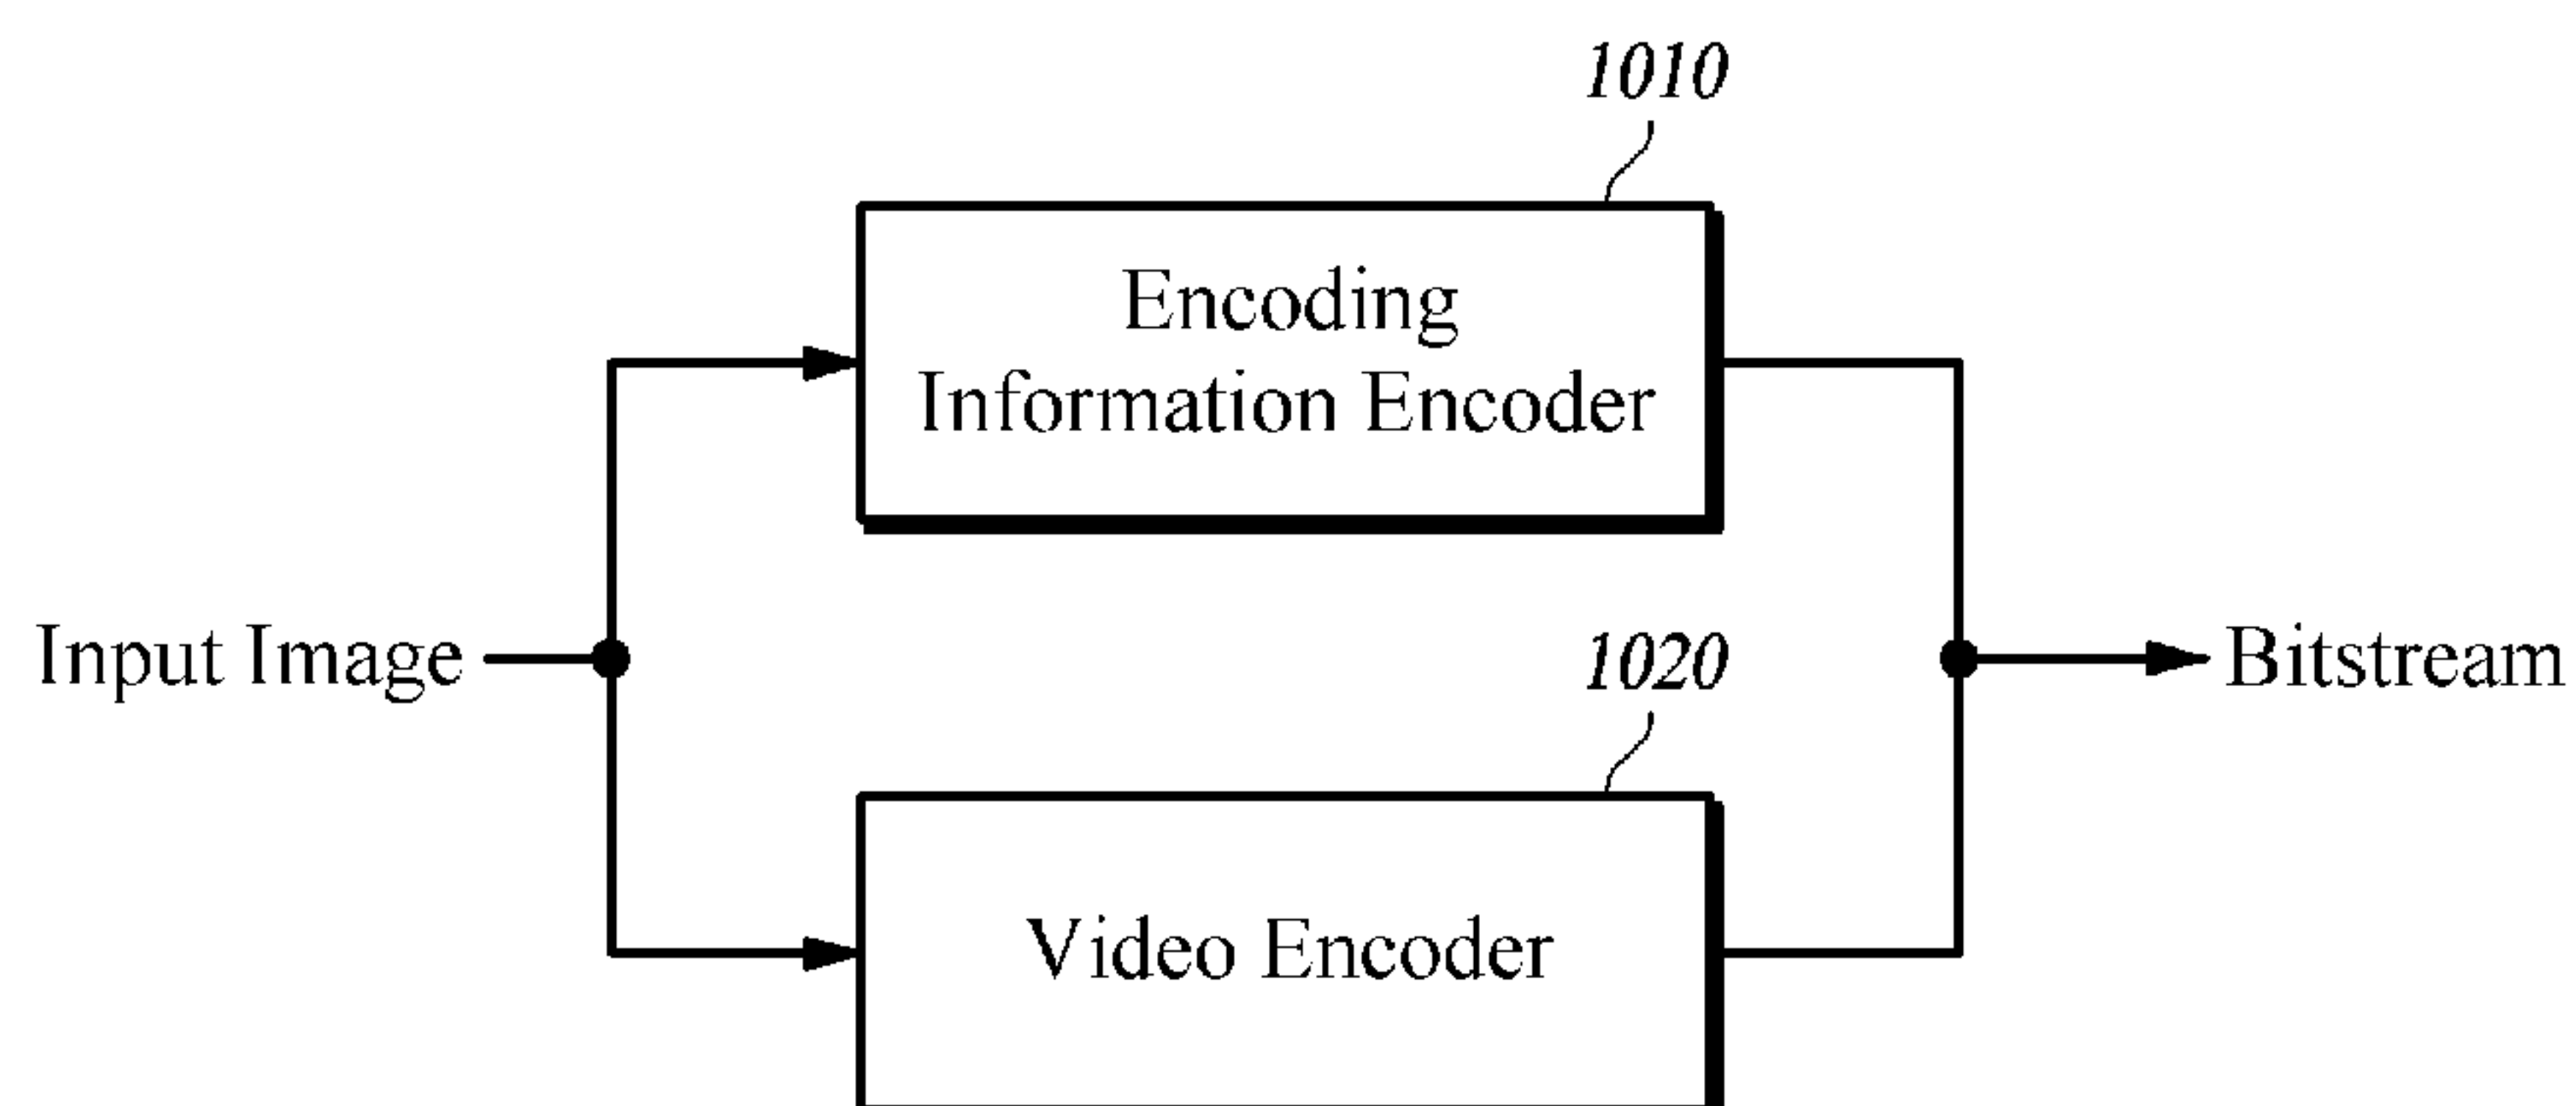 1010
Encoding
Information Encoder
Input Image
Bitstream
1020
Video Encoder